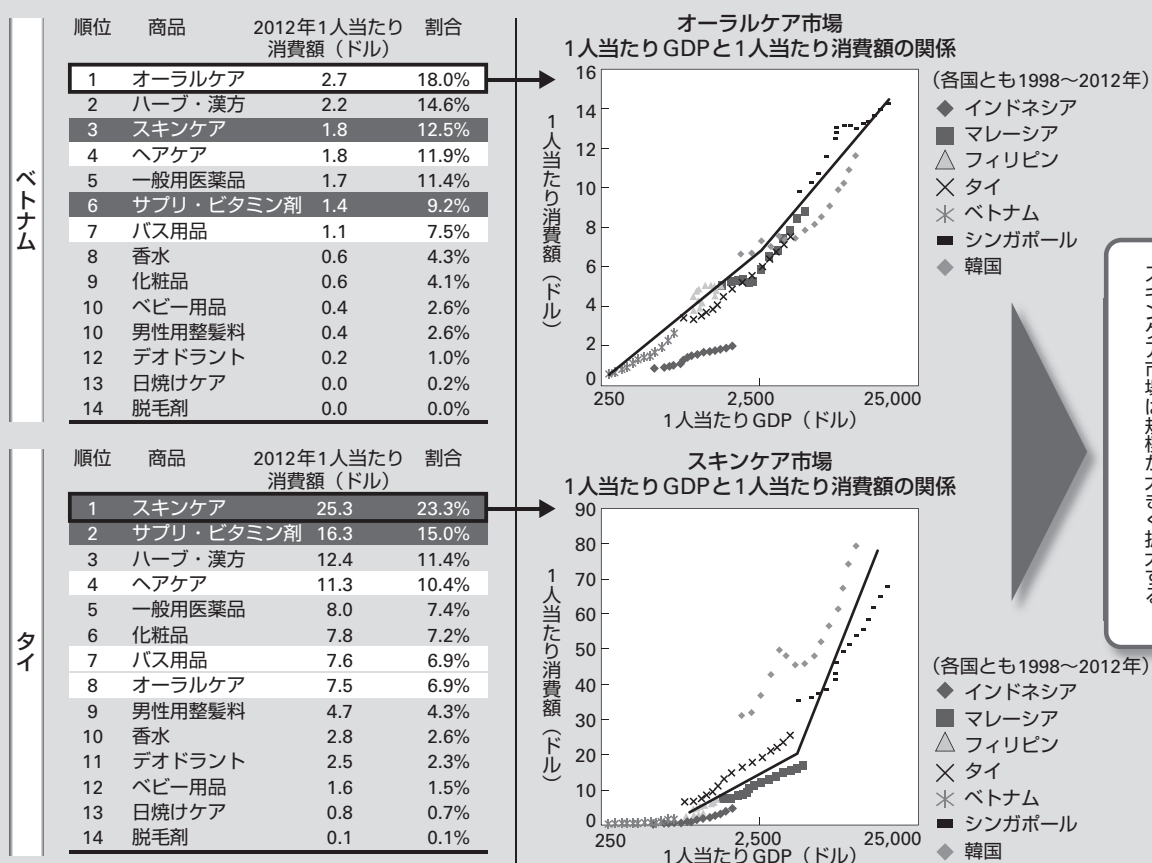 ベトナム
順位 商品 2012年1人当たり消費額（ドル） 割合
1 オーラルケア 2.7 18.0%
2 ハーブ・漢方 2.2 14.6%
3 スキンケア 1.8 12.5%
4 ヘアケア 1.8 11.9%
5 一般用医薬品 1.7 11.4%
6 サプリ・ビタミン剤 1.4 9.2%
7 バス用品 1.1 7.5%
8 香水 0.6 4.3%
9 化粧品 0.6 4.1%
10 ベビー用品 0.4 2.6%
10 男性用整髪料 0.4 2.6%
12 デオドラント 0.2 1.0%
13 日焼けケア 0.0 0.2%
14 脱毛剤 0.0 0.0%
オーラルケア市場
1人当たりGDPと1人当たり消費額の関係
1人当たり消費額（ドル）
16
14
12
10
8
6
4
2
0
250 2,500 25,000
1人当たりGDP（ドル）
（各国とも1998〜2012年）
インドネシア
マレーシア
フィリピン
タイ
ベトナム
シンガポール
韓国
タイ
順位 商品 2012年1人当たり消費額（ドル） 割合
1 スキンケア 25.3 23.3%
2 サプリ・ビタミン剤 16.3 15.0%
3 ハーブ・漢方 12.4 11.4%
4 ヘアケア 11.3 10.4%
5 一般用医薬品 8.0 7.4%
6 化粧品 7.8 7.2%
7 バス用品 7.6 6.9%
8 オーラルケア 7.5 6.9%
9 男性用整髪料 4.7 4.3%
10 香水 2.8 2.6%
11 デオドラント 2.5 2.3%
12 ベビー用品 1.6 1.5%
13 日焼けケア 0.8 0.7%
14 脱毛剤 0.1 0.1%
スキンケア市場
1人当たりGDPと1人当たり消費額の関係
1人当たり消費額（ドル）
90
80
70
60
50
40
30
20
10
0
250 2,500 25,000
1人当たりGDP（ドル）
（各国とも1998〜2012年）
インドネシア
マレーシア
フィリピン
タイ
ベトナム
シンガポール
韓国